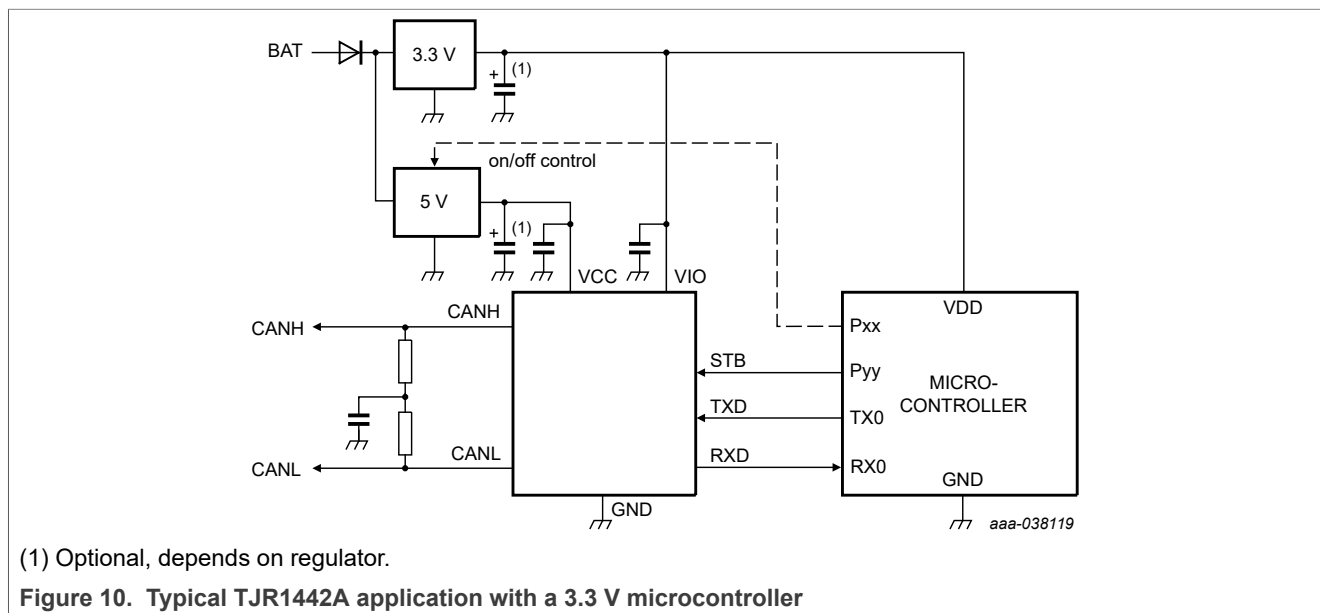 BAT
3.3 V
+
(1)
on/off control
5 V
+
(1)
VCC
VIO
CANH
CANH
VDD
Pxx
STB
Pyy
MICRO-
CONTROLLER
TXD
TX0
CANL
CANL
RXD
RX0
GND
GND
aaa-038119
(1) Optional, depends on regulator.
Figure 10. Typical TJR1442A application with a 3.3 V microcontroller